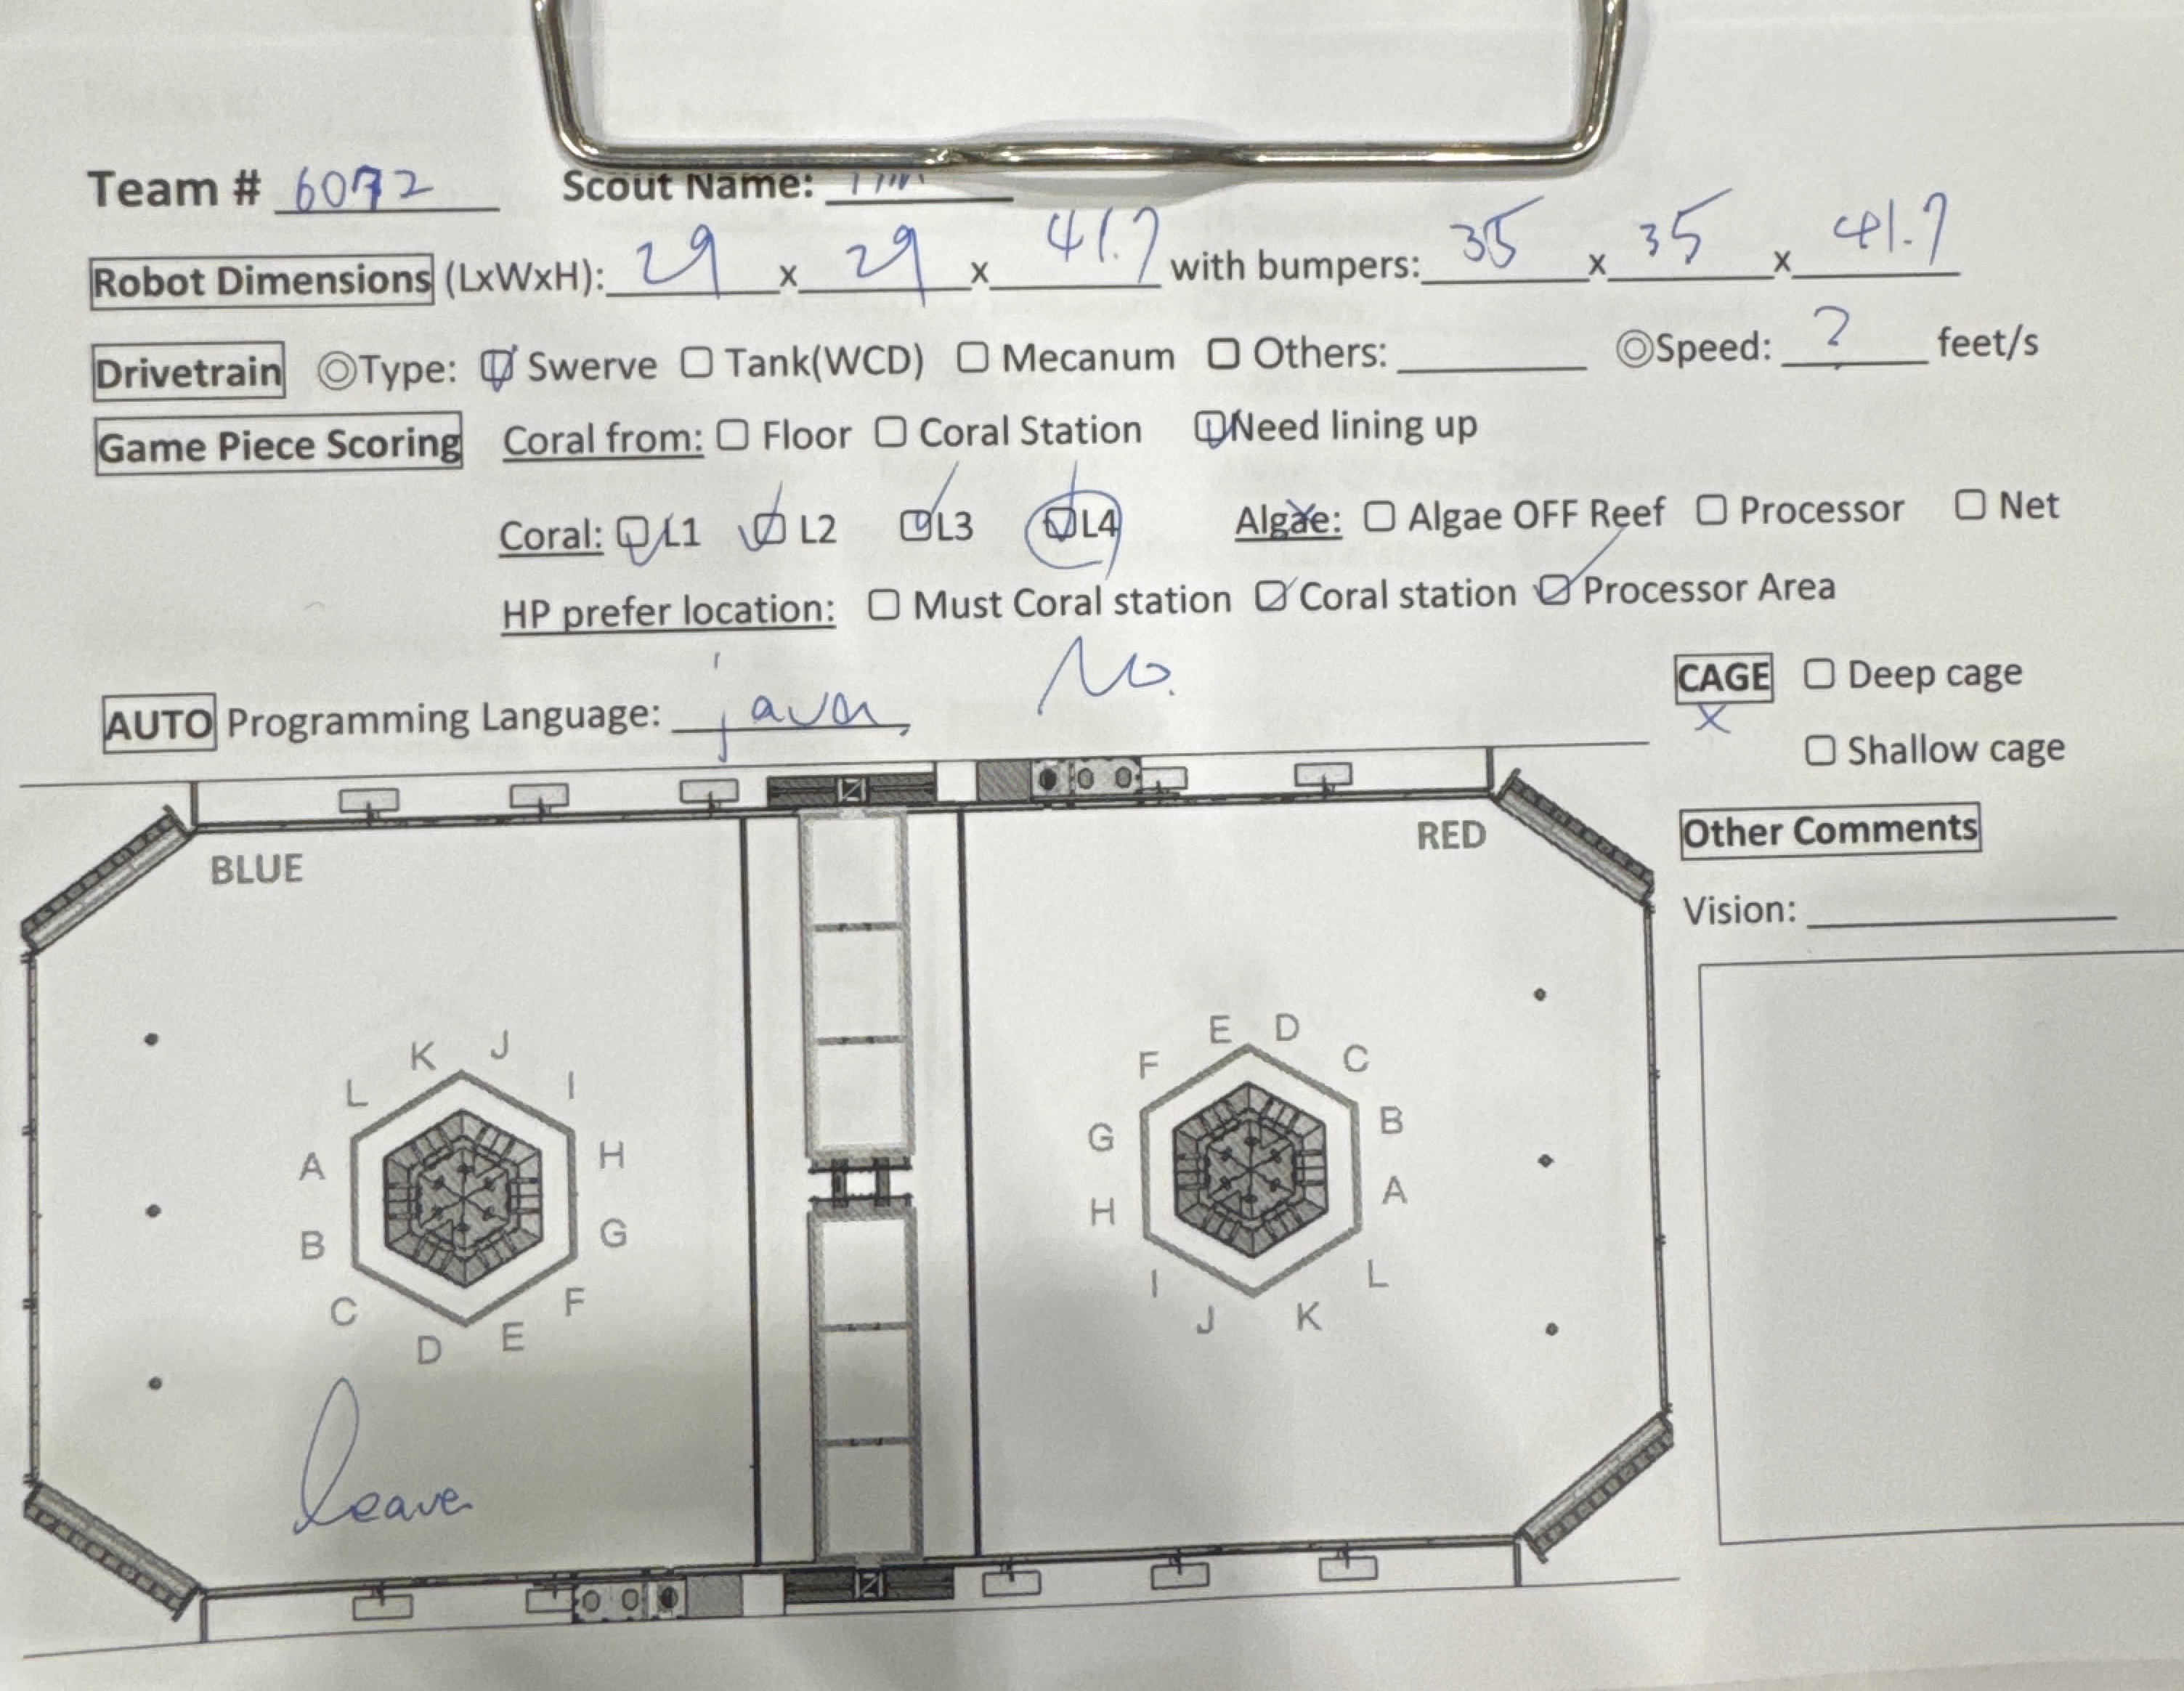 Team # 6072 Scout Name:
Robot Dimensions (LxWxH): 29 x 29 x 41.7 with bumpers: 35 x 35 x 41.7
Drivetrain ◎Type: ☑ Swerve ☐ Tank(WCD) ☐ Mecanum ☐ Others: ______ ◎Speed: ? feet/s
Game Piece Scoring Coral from: ☐ Floor ☐ Coral Station ☑Need lining up
Coral: ☑L1 ☑ L2 ☑L3 ☑L4 Algae: ☐ Algae OFF Reef ☐ Processor ☐ Net
HP prefer location: ☐ Must Coral station ☑Coral station ☑Processor Area
No.
AUTO Programming Language: java
CAGE ☐ Deep cage
X
☐ Shallow cage
BLUE
RED
Other Comments
Vision: ______
K J
L I
A H
B G
C F
D E
E D
F C
G B
H A
I L
J K
leave